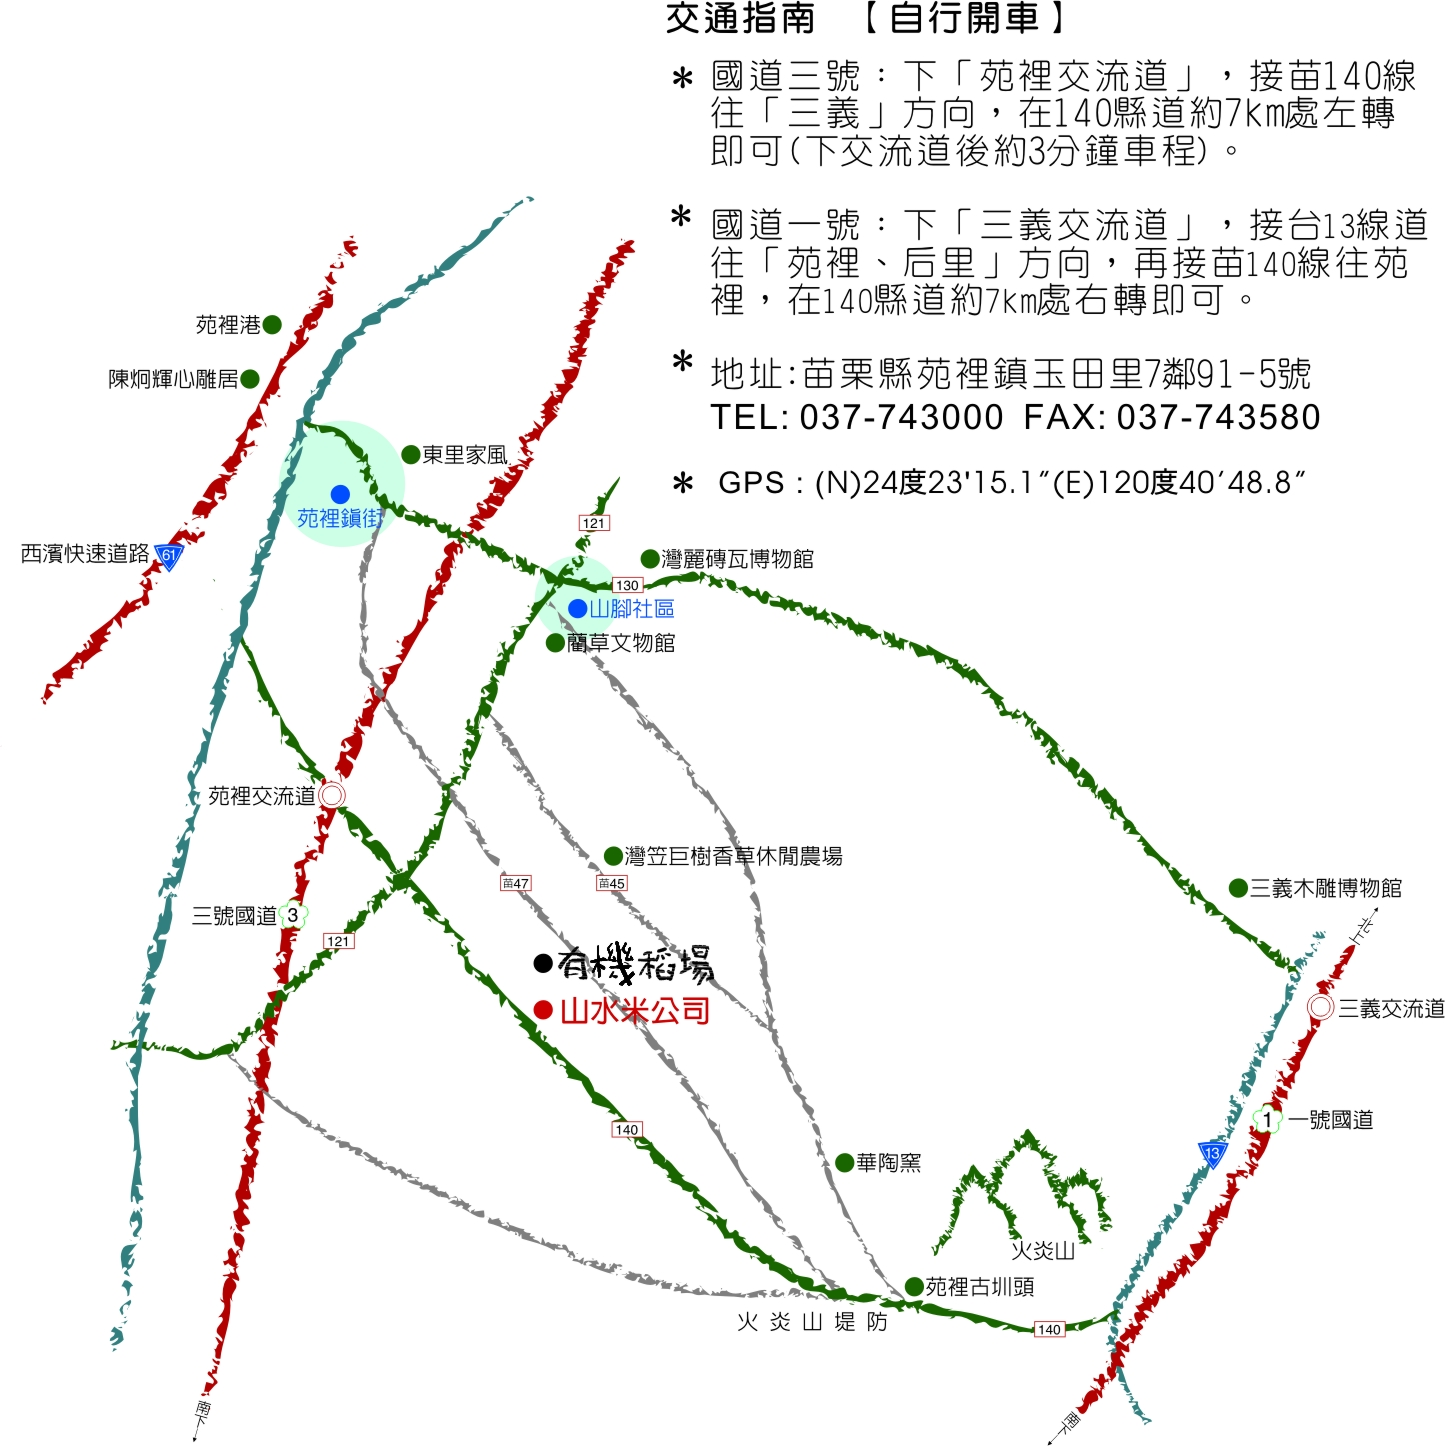 交通指南 【自行開車】
* 國道三號：下「苑裡交流道」，接苗140線
往「三義」方向，在140縣道約7km處左轉
即可(下交流道後約3分鐘車程)。
* 國道一號：下「三義交流道」，接台13線道
往「苑裡、后里」方向，再接苗140線往苑
裡，在140縣道約7km處右轉即可。
* 地址:苗栗縣苑裡鎮玉田里7鄰91-5號
TEL: 037-743000 FAX: 037-743580
* GPS : (N)24度23'15.1″(E)120度40′48.8″
苑裡港
陳炯輝心雕居
東里家風
苑裡鎮街
121
西濱快速道路
61
灣麗磚瓦博物館
130
山腳社區
藺草文物館
苑裡交流道
灣笠巨樹香草休閒農場
苗47
苗45
三義木雕博物館
三號國道
3
北上
121
有機稻場
山水米公司
三義交流道
1
一號國道
140
13
華陶窯
火炎山
苑裡古圳頭
火炎山堤防
140
南下
南下